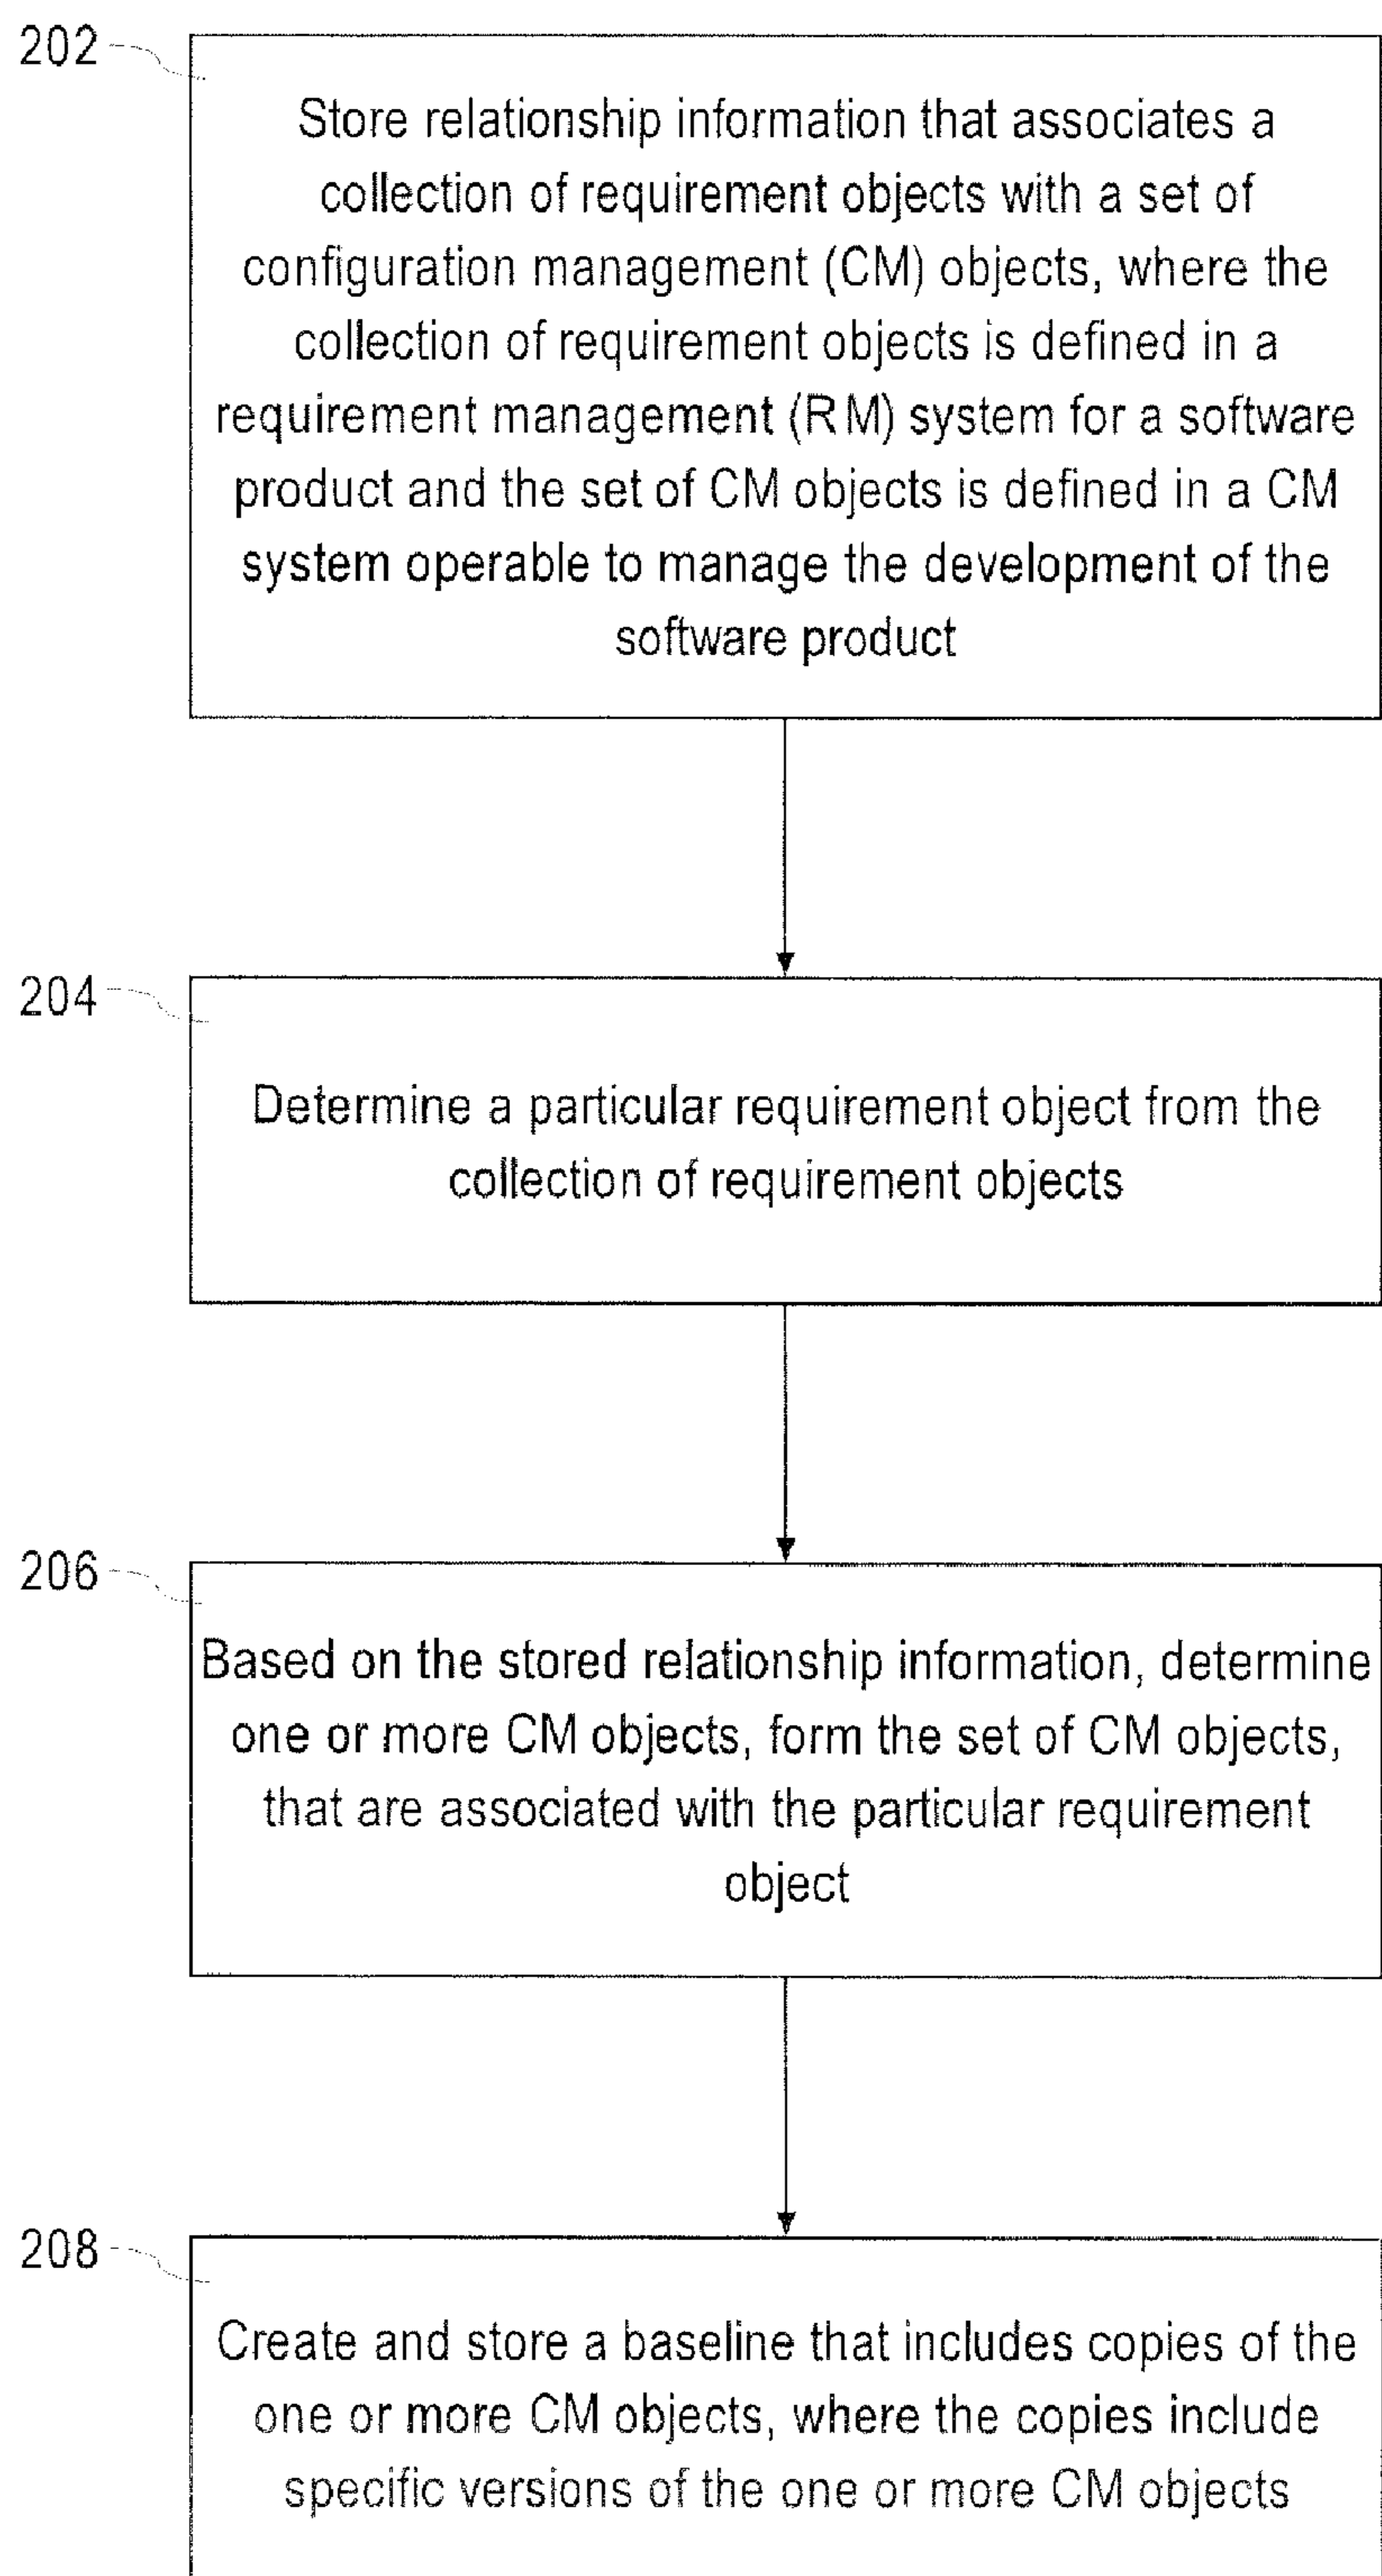 202
Store relationship information that associates a
collection of requirement objects with a set of
configuration management (CM) objects, where the
collection of requirement objects is defined in a
requirement management (RM) system for a software
product and the set of CM objects is defined in a CM
system operable to manage the development of the
software product
204
Determine a particular requirement object from the
collection of requirement objects
206
Based on the stored relationship information, determine
one or more CM objects, form the set of CM objects,
that are associated with the particular requirement
object
208
Create and store a baseline that includes copies of the
one or more CM objects, where the copies include
specific versions of the one or more CM objects